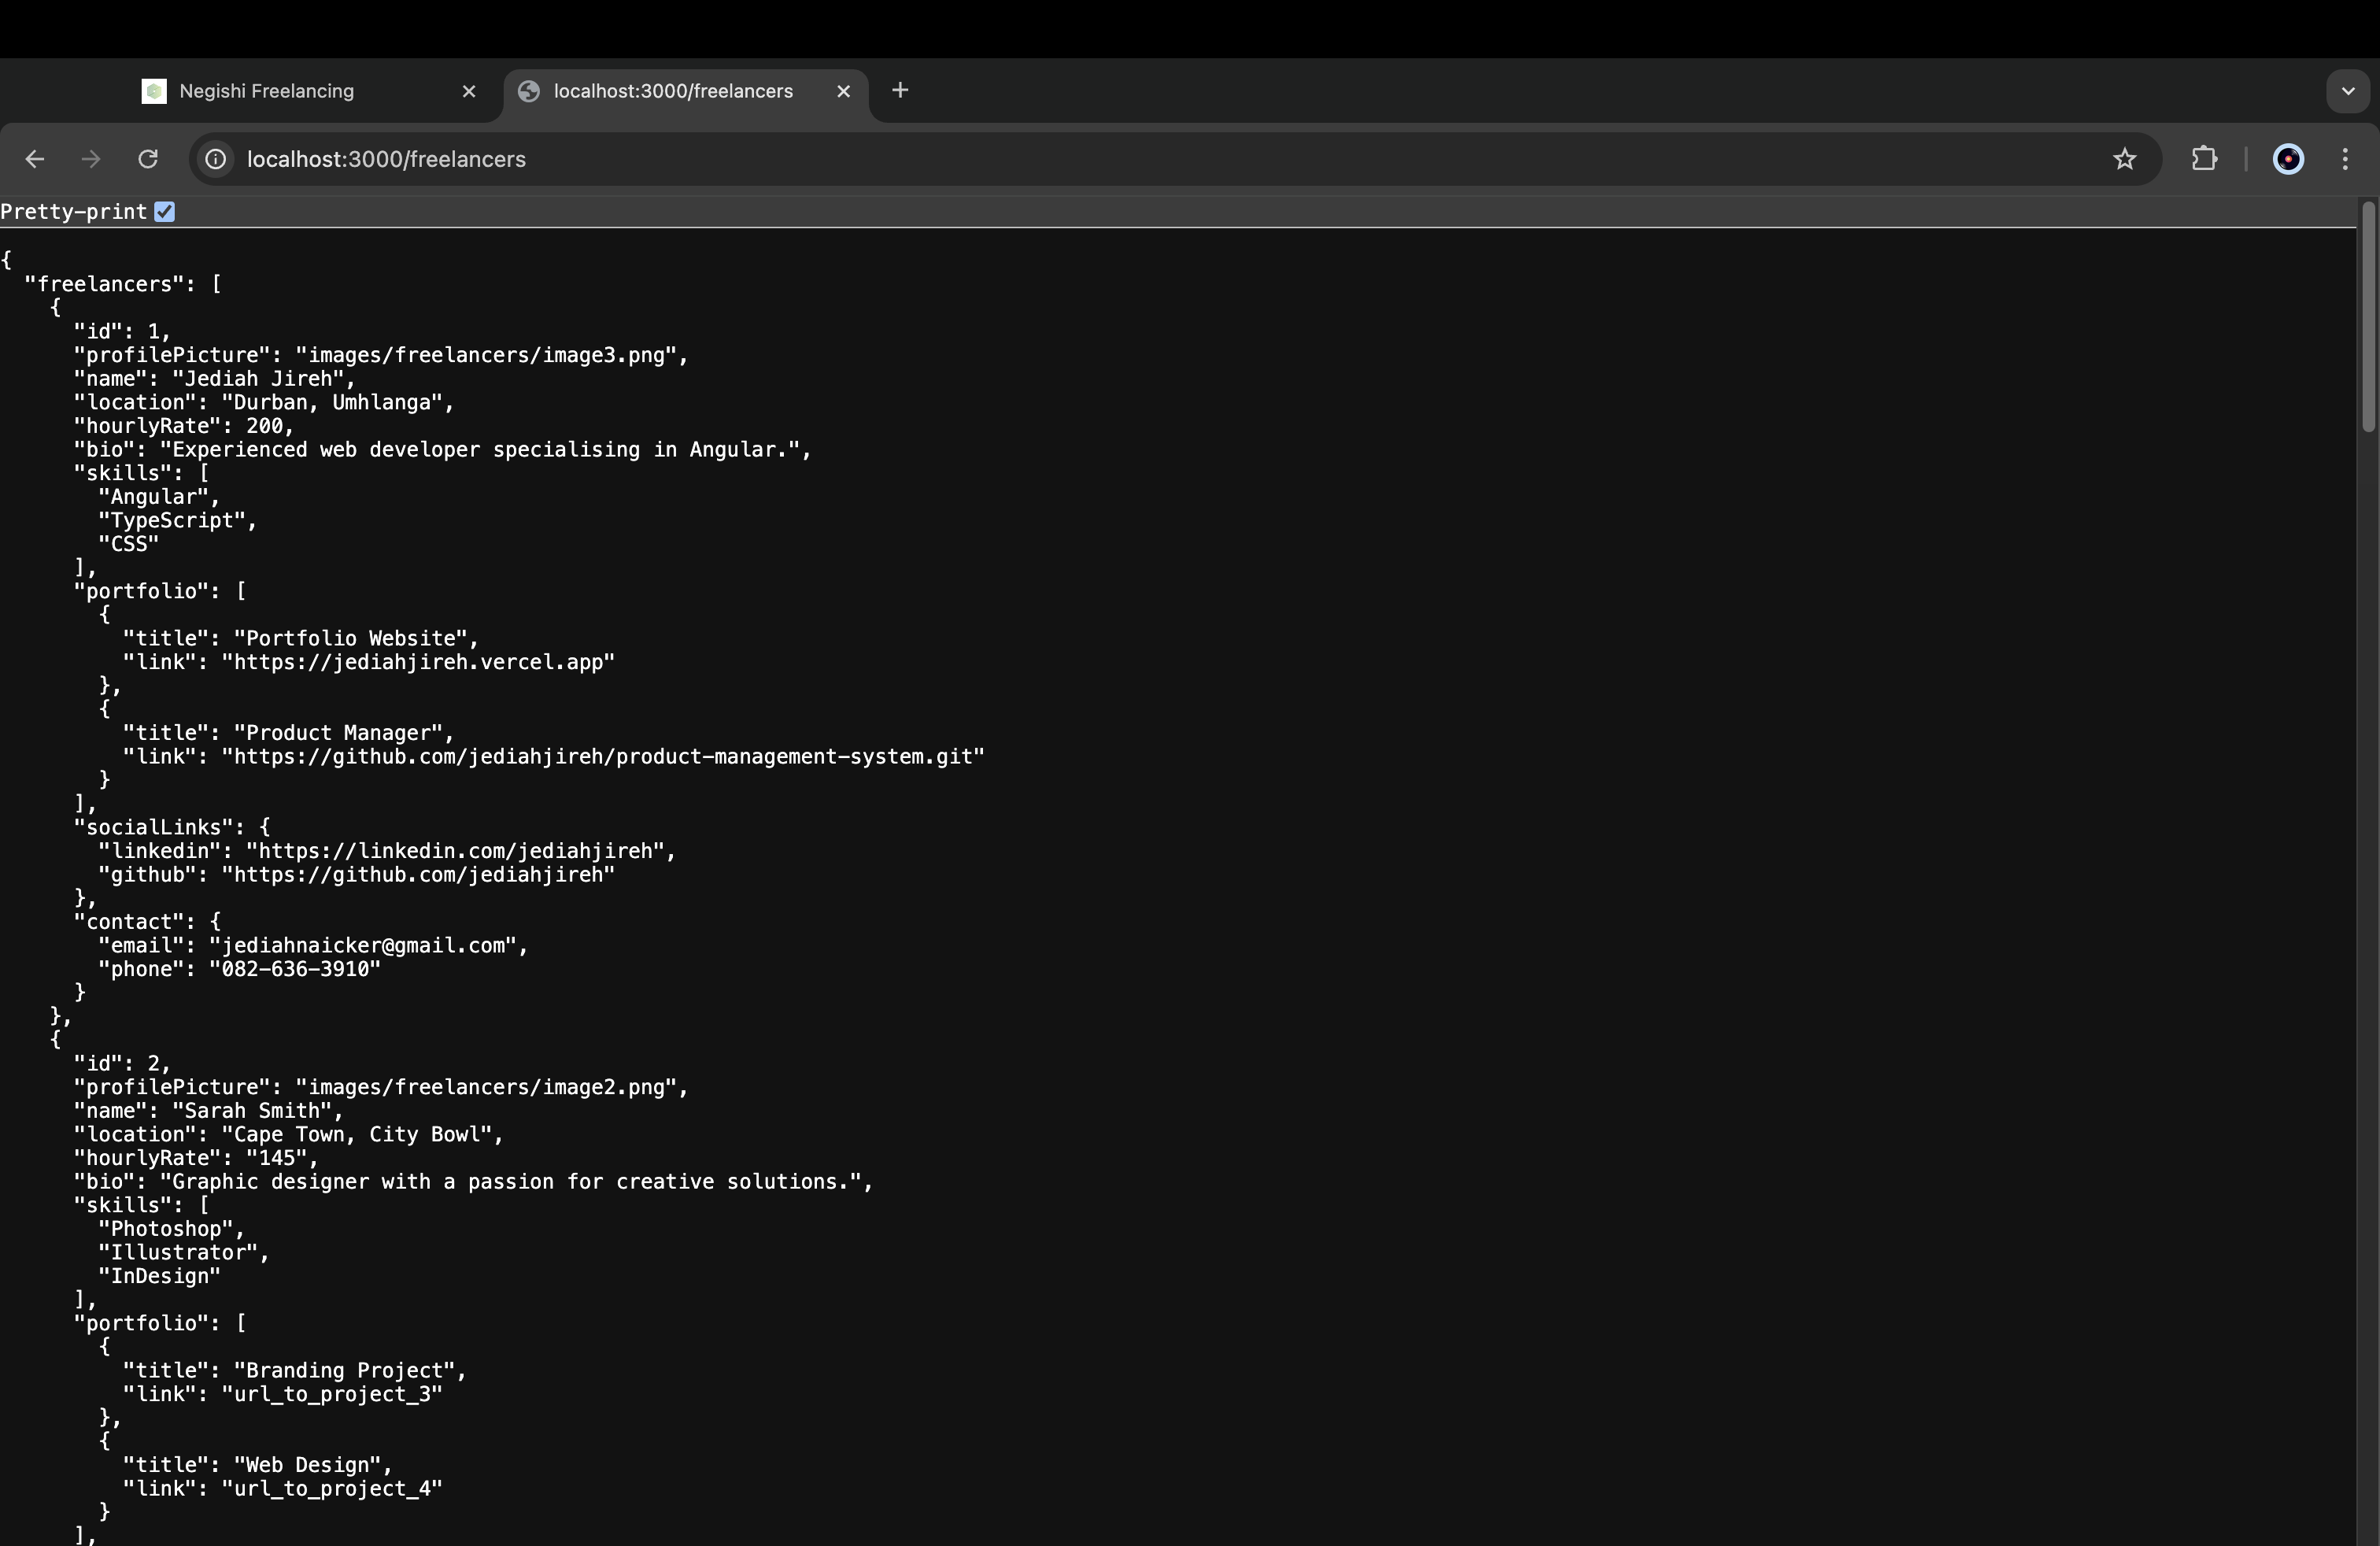 Negishi Freelancing
localhost:3000/freelancers
localhost:3000/freelancers
Pretty-print
{
  "freelancers": [
    {
      "id": 1,
      "profilePicture": "images/freelancers/image3.png",
      "name": "Jediah Jireh",
      "location": "Durban, Umhlanga",
      "hourlyRate": 200,
      "bio": "Experienced web developer specialising in Angular.",
      "skills": [
        "Angular",
        "TypeScript",
        "CSS"
      ],
      "portfolio": [
        {
          "title": "Portfolio Website",
          "link": "https://jediahjireh.vercel.app"
        },
        {
          "title": "Product Manager",
          "link": "https://github.com/jediahjireh/product-management-system.git"
        }
      ],
      "socialLinks": {
        "linkedin": "https://linkedin.com/jediahjireh",
        "github": "https://github.com/jediahjireh"
      },
      "contact": {
        "email": "jediahnaicker@gmail.com",
        "phone": "082-636-3910"
      }
    },
    {
      "id": 2,
      "profilePicture": "images/freelancers/image2.png",
      "name": "Sarah Smith",
      "location": "Cape Town, City Bowl",
      "hourlyRate": "145",
      "bio": "Graphic designer with a passion for creative solutions.",
      "skills": [
        "Photoshop",
        "Illustrator",
        "InDesign"
      ],
      "portfolio": [
        {
          "title": "Branding Project",
          "link": "url_to_project_3"
        },
        {
          "title": "Web Design",
          "link": "url_to_project_4"
        }
      ],